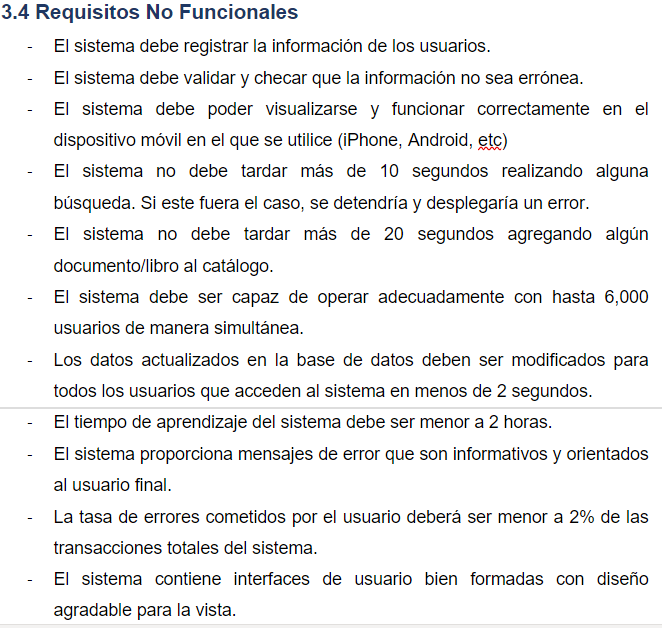 3.4 Requisitos No Funcionales
- El sistema debe registrar la información de los usuarios.
- El sistema debe validar y checar que la información no sea errónea.
- El sistema debe poder visualizarse y funcionar correctamente en el
dispositivo móvil en el que se utilice (iPhone, Android, etc)
- El sistema no debe tardar más de 10 segundos realizando alguna
búsqueda. Si este fuera el caso, se detendría y desplegaría un error.
- El sistema no debe tardar más de 20 segundos agregando algún
documento/libro al catálogo.
- El sistema debe ser capaz de operar adecuadamente con hasta 6,000
usuarios de manera simultánea.
- Los datos actualizados en la base de datos deben ser modificados para
todos los usuarios que acceden al sistema en menos de 2 segundos.
- El tiempo de aprendizaje del sistema debe ser menor a 2 horas.
- El sistema proporciona mensajes de error que son informativos y orientados
al usuario final.
- La tasa de errores cometidos por el usuario deberá ser menor a 2% de las
transacciones totales del sistema.
- El sistema contiene interfaces de usuario bien formadas con diseño
agradable para la vista.